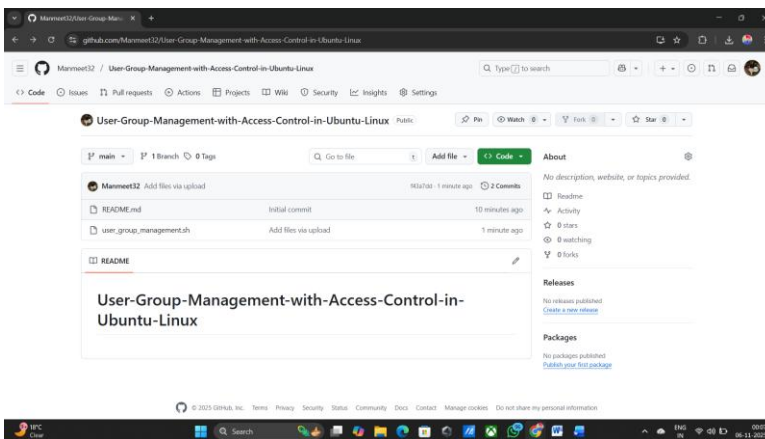 Manmeet32/User-Group-Man
github.com/Manmeet32/User-Group-Management-with-Access-Control-in-Ubuntu-Linux
Manmeet32 / User-Group-Management-with-Access-Control-in-Ubuntu-Linux
Type / to search
Code Issues Pull requests Actions Projects Wiki Security Insights Settings
User-Group-Management-with-Access-Control-in-Ubuntu-Linux Public
Pin Watch 0 Fork 0 Star 0
main 1 Branch 0 Tags
Go to file t Add file Code
About
No description, website, or topics provided.
Manmeet32 Add files via upload
1 minute ago 2 Commits
README.md Initial commit 10 minutes ago
user_group_management.sh Add files via upload 1 minute ago
Readme
Activity
0 stars
0 watching
0 forks
README
User-Group-Management-with-Access-Control-in-
Ubuntu-Linux
Releases
No releases published
Create a new release
Packages
No packages published
Publish your first package
© 2025 GitHub, Inc. Terms Privacy Security Status Community Docs Contact Manage cookies Do not share my personal information
Clear
Search
ENG
IN
06-11-2025